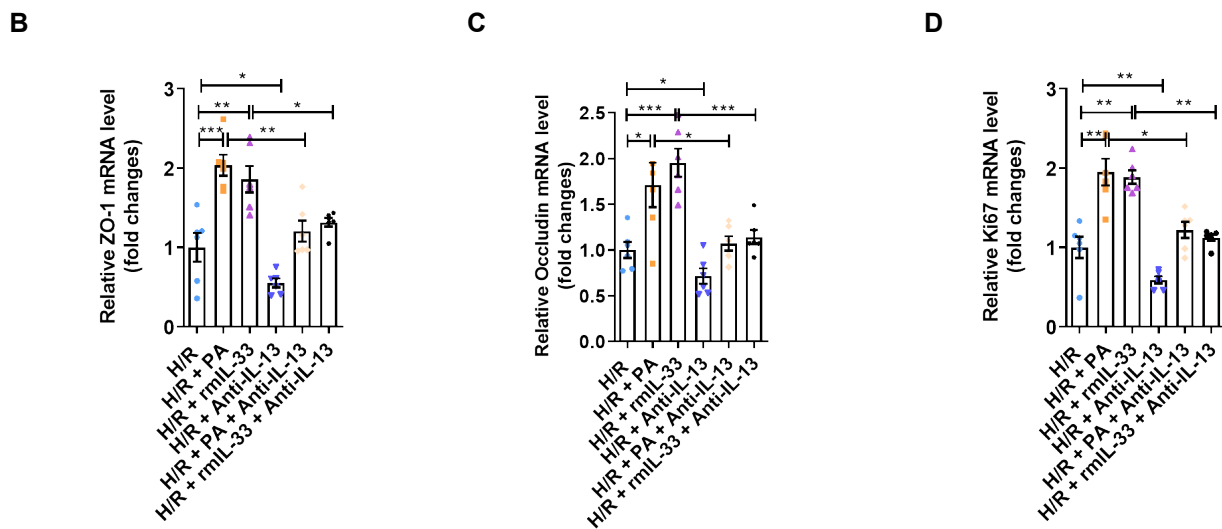 B
Relative ZO-1 mRNA level
(fold changes)
3
2
1
0
*
**
*
***
**
H/R
H/R + PA
H/R + rmIL-33
H/R + Anti-IL-13
H/R + PA + Anti-IL-13
H/R + rmIL-33 + Anti-IL-13
C
Relative Occludin mRNA level
(fold changes)
2.5
2.0
1.5
1.0
0.5
0.0
*
***
***
*
*
H/R
H/R + PA
H/R + rmIL-33
H/R + Anti-IL-13
H/R + PA + Anti-IL-13
H/R + rmIL-33 + Anti-IL-13
D
Relative Ki67 mRNA level
(fold changes)
3
2
1
0
**
**
**
**
*
H/R
H/R + PA
H/R + rmIL-33
H/R + Anti-IL-13
H/R + PA + Anti-IL-13
H/R + rmIL-33 + Anti-IL-13